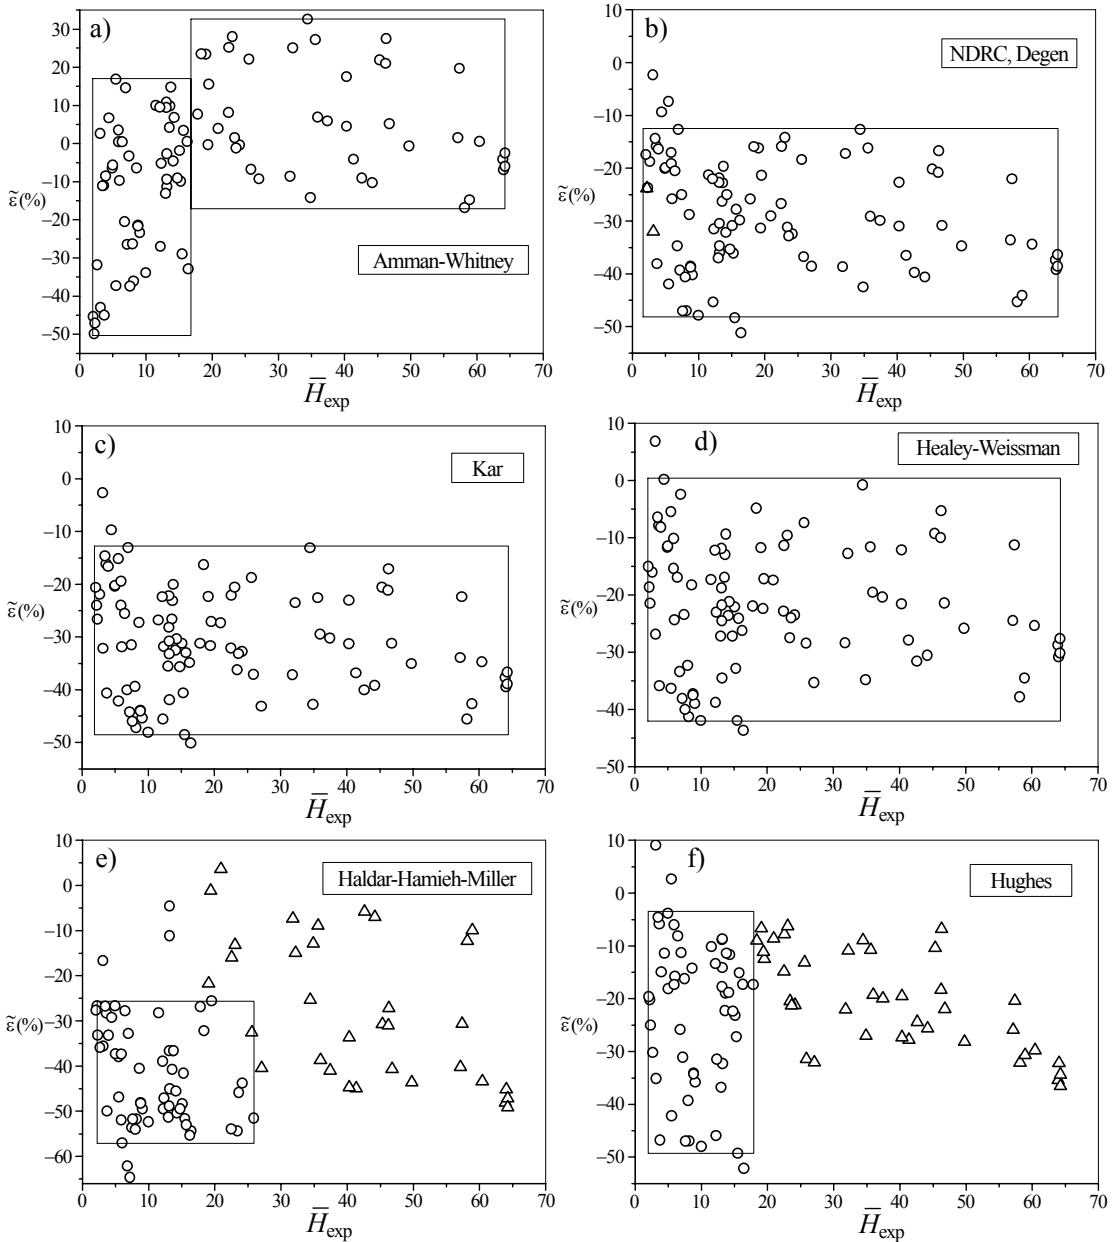 a)
30
20
10
0
−10
−20
−30
−40
−50
ε̃(%)
Amman-Whitney
0 10 20 30 40 50 60 70
H̅exp
b)
10
0
−10
−20
−30
−40
−50
ε̃(%)
NDRC, Degen
0 10 20 30 40 50 60 70
H̅exp
c)
10
0
−10
−20
−30
−40
−50
ε̃(%)
Kar
0 10 20 30 40 50 60 70
H̅exp
d)
10
0
−10
−20
−30
−40
−50
ε̃(%)
Healey-Weissman
0 10 20 30 40 50 60 70
H̅exp
e)
10
0
−10
−20
−30
−40
−50
−60
ε̃(%)
Haldar-Hamieh-Miller
0 10 20 30 40 50 60 70
H̅exp
f)
10
0
−10
−20
−30
−40
−50
ε̃(%)
Hughes
0 10 20 30 40 50 60 70
H̅exp